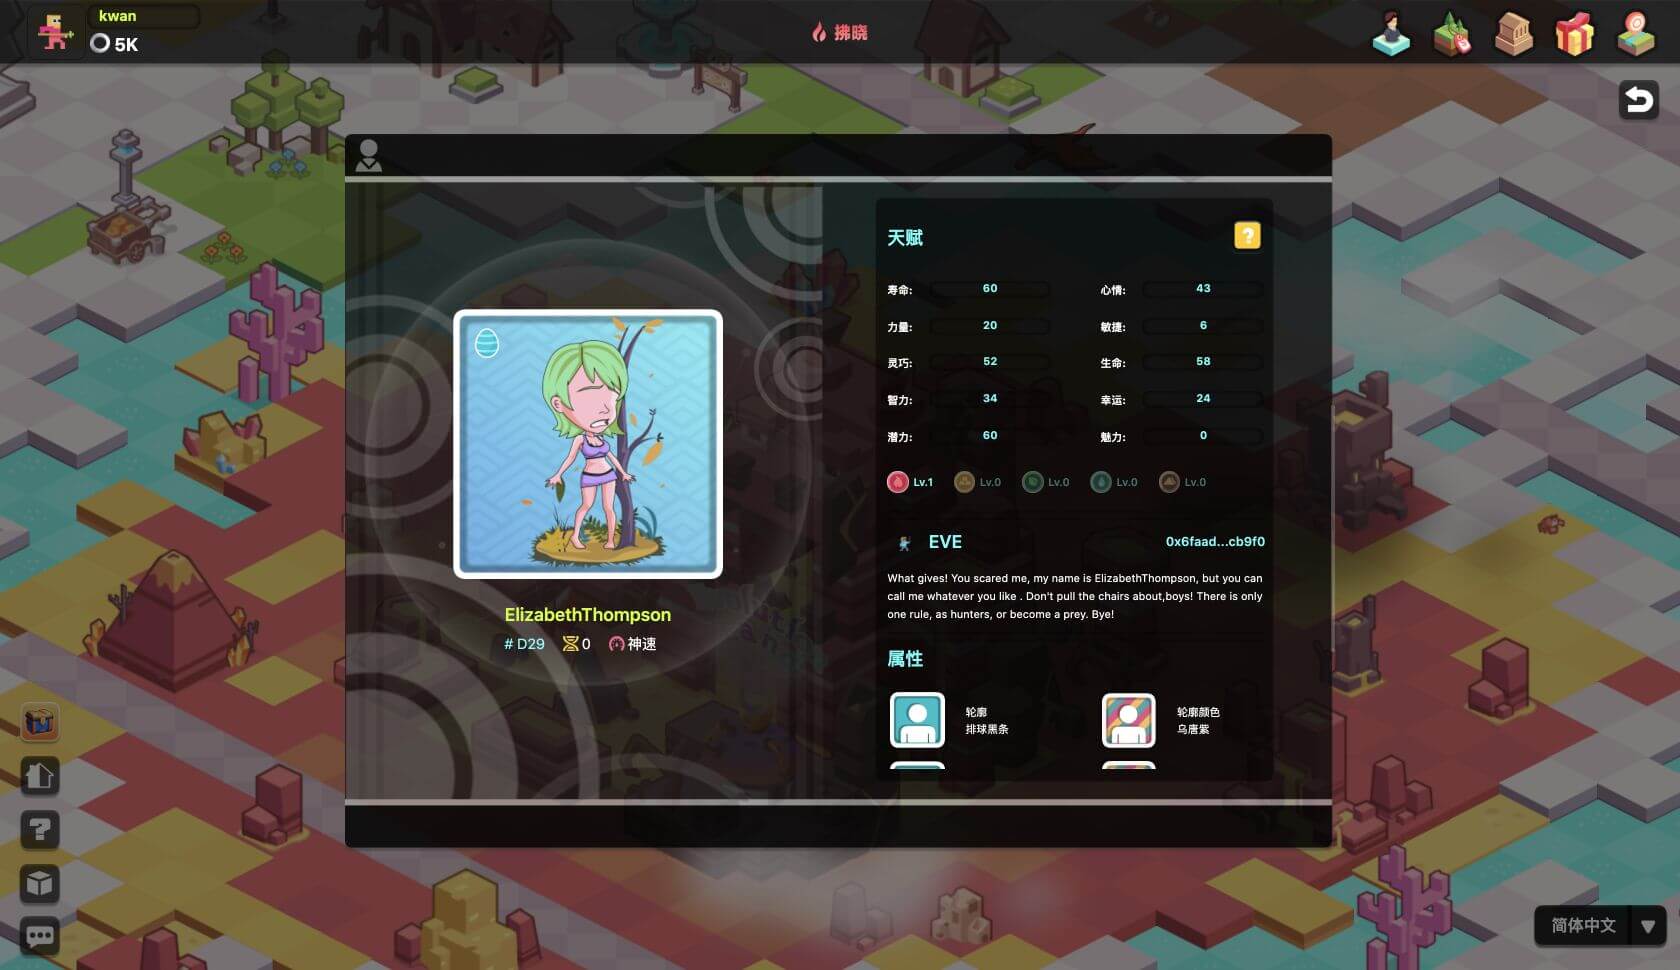 kwan
5K
拂晓
天赋
?
寿命: 60 心情: 43
力量: 20 敏捷: 6
灵巧: 52 生命: 58
智力: 34 幸运: 24
潜力: 60 魅力: 0
Lv.1 Lv.0 Lv.0 Lv.0 Lv.0
EVE 0x6faad...cb9f0
What gives! You scared me, my name is ElizabethThompson, but you can
call me whatever you like . Don't pull the chairs about,boys! There is only
one rule, as hunters, or become a prey. Bye!
ElizabethThompson
# D29 0 神速
属性
轮廓
排球黑条
轮廓颜色
乌唐紫
?
简体中文